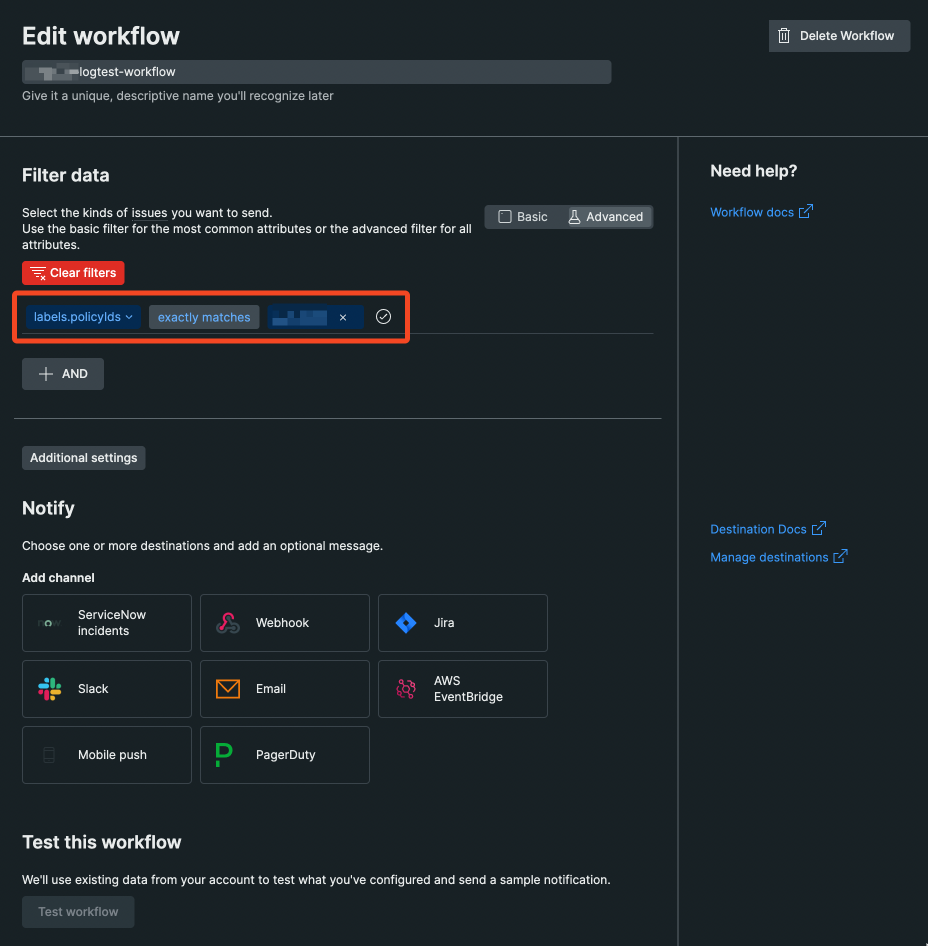 Edit workflow
Delete Workflow
logtest-workflow
Give it a unique, descriptive name you'll recognize later
Filter data
Need help?
Workflow docs
Select the kinds of issues you want to send.
Use the basic filter for the most common attributes or the advanced filter for all
attributes.
Basic
Advanced
Clear filters
labels.policyIds
exactly matches
AND
Additional settings
Notify
Choose one or more destinations and add an optional message.
Destination Docs
Manage destinations
Add channel
now
ServiceNow
incidents
Webhook
Jira
Slack
Email
AWS
EventBridge
Mobile push
PagerDuty
Test this workflow
We'll use existing data from your account to test what you've configured and send a sample notification.
Test workflow